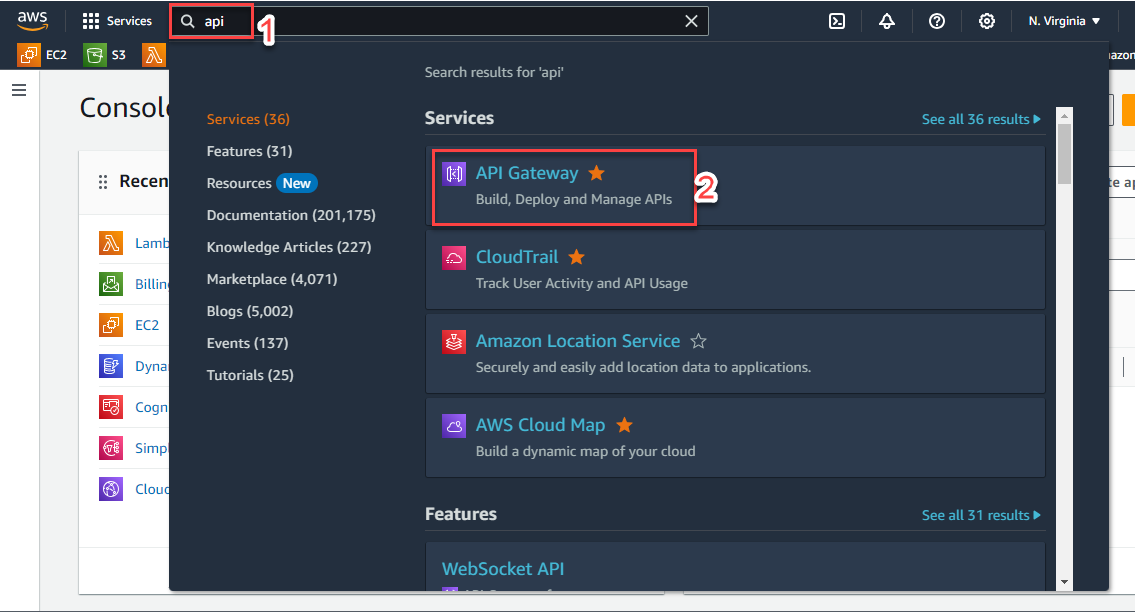 aws
Services
api
1
N. Virginia
EC2
S3
Search results for 'api'
Services (36)
Features (31)
Resources New
Documentation (201,175)
Knowledge Articles (227)
Marketplace (4,071)
Blogs (5,002)
Events (137)
Tutorials (25)
Services
See all 36 results
API Gateway
Build, Deploy and Manage APIs
2
CloudTrail
Track User Activity and API Usage
Amazon Location Service
Securely and easily add location data to applications.
AWS Cloud Map
Build a dynamic map of your cloud
Features
See all 31 results
WebSocket API
Consol
Recen
Lamb
Billing
EC2
Dyna
Cogn
Simpl
Cloud